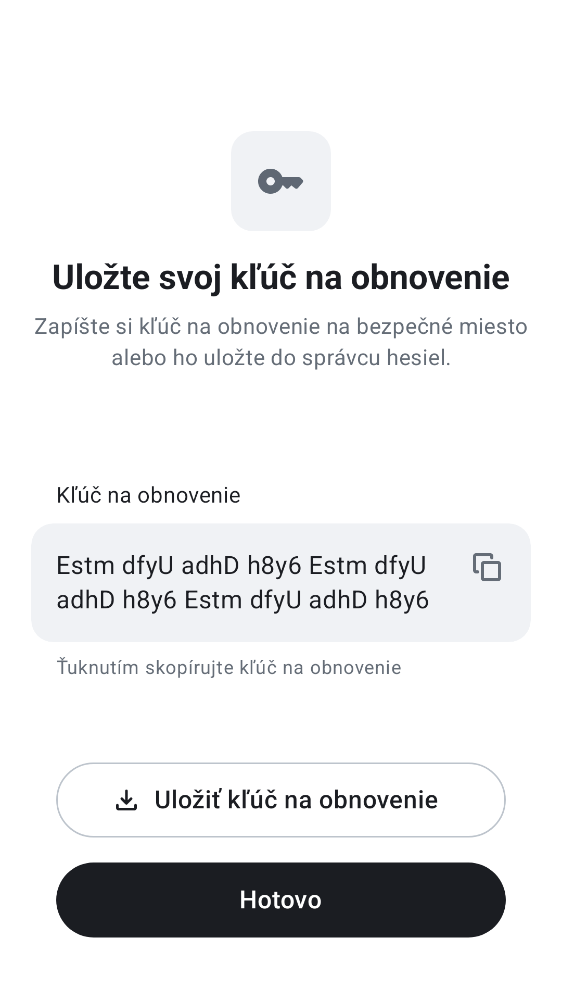 Uložte svoj kľúč na obnovenie
Zapíšte si kľúč na obnovenie na bezpečné miesto
alebo ho uložte do správcu hesiel.
Kľúč na obnovenie
Estm dfyU adhD h8y6 Estm dfyU
adhD h8y6 Estm dfyU adhD h8y6
Ťuknutím skopírujte kľúč na obnovenie
Uložiť kľúč na obnovenie
Hotovo